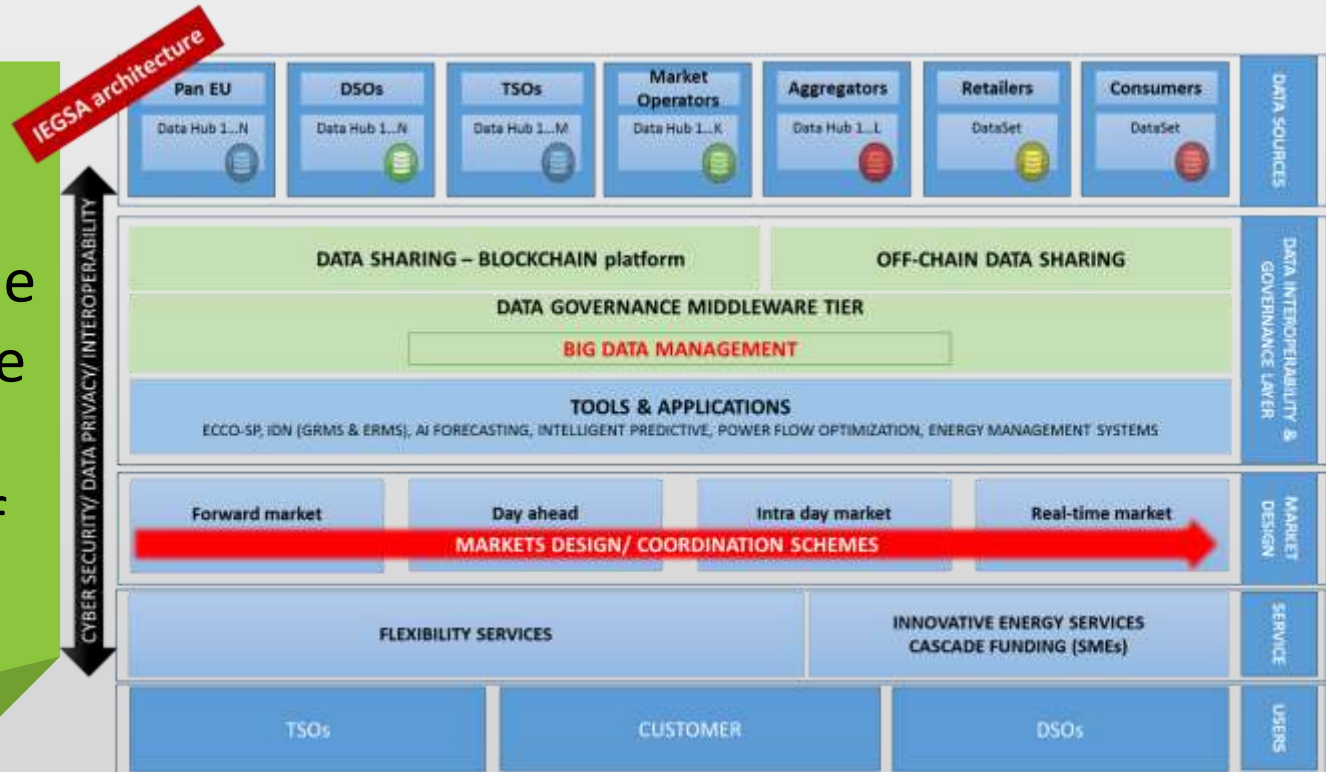 IEGSA architecture
e
e
f
CYBER SECURITY/ DATA PRIVACY/ INTEROPERABILITY
Pan EU
Data Hub 1...N
DSOs
Data Hub 1...N
TSOs
Data Hub 1...M
Market
Operators
Data Hub 1...K
Aggregators
Data Hub 1...L
Retailers
DataSet
Consumers
DataSet
DATA SOURCES
DATA SHARING – BLOCKCHAIN platform
OFF-CHAIN DATA SHARING
DATA GOVERNANCE MIDDLEWARE TIER
BIG DATA MANAGEMENT
TOOLS & APPLICATIONS
ECCO-SP, IDN (GRMS & ERMS), AI FORECASTING, INTELLIGENT PREDICTIVE, POWER FLOW OPTIMIZATION, ENERGY MANAGEMENT SYSTEMS
DATA INTEROPERABILITY &
GOVERNANCE LAYER
Forward market
Day ahead
Intra day market
Real-time market
MARKETS DESIGN/ COORDINATION SCHEMES
MARKET
DESIGN
FLEXIBILITY SERVICES
INNOVATIVE ENERGY SERVICES
CASCADE FUNDING (SMEs)
SERVICE
TSOs
CUSTOMER
DSOs
USERS